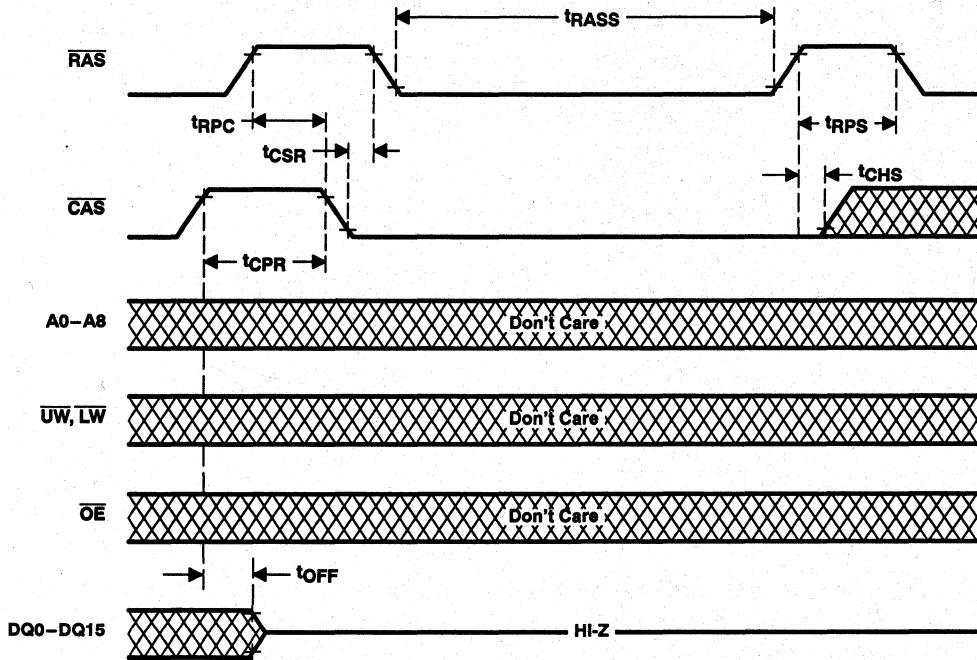 tRASS
RAS
tRPC
tRPS
tCSR
tCHS
CAS
tCPR
A0–A8
Don't Care
UW, LW
Don't Care
OE
Don't Care
tOFF
DQ0–DQ15
HI-Z